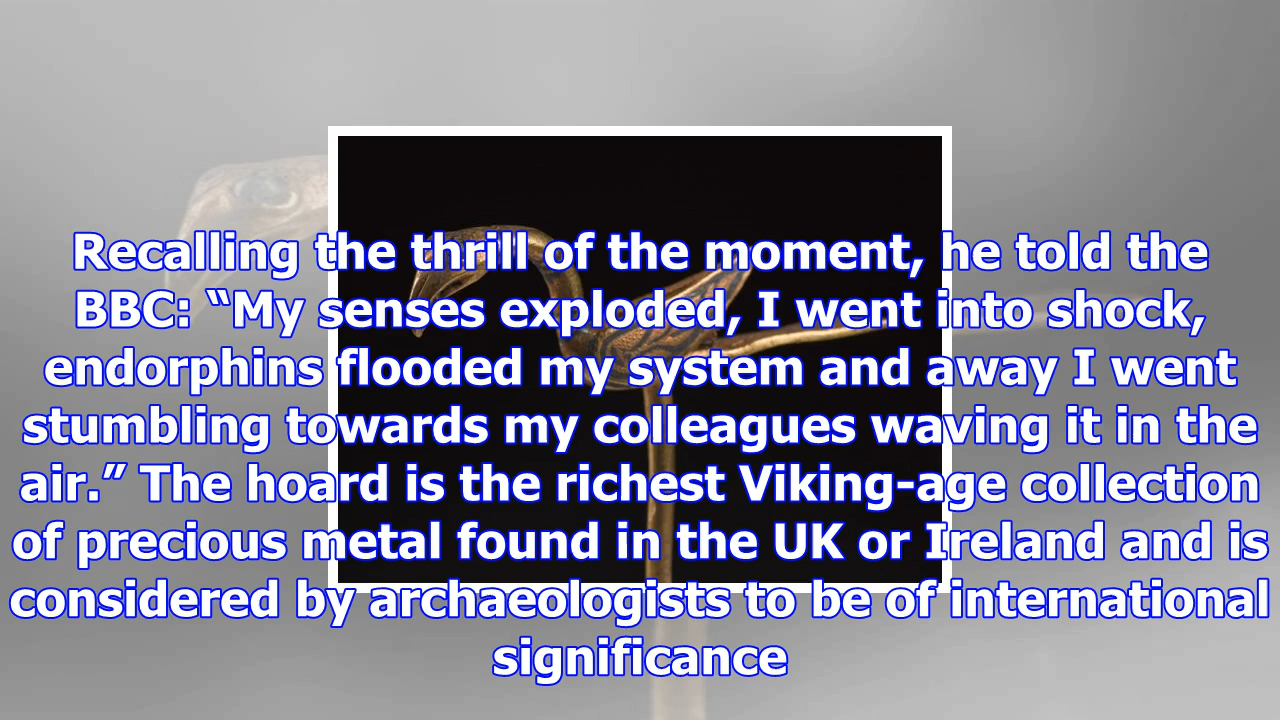 Recalling the thrill of the moment, he told the
BBC: “My senses exploded, I went into shock,
endorphins flooded my system and away I went
stumbling towards my colleagues waving it in the
air.” The hoard is the richest Viking-age collection
of precious metal found in the UK or Ireland and is
considered by archaeologists to be of international
significance